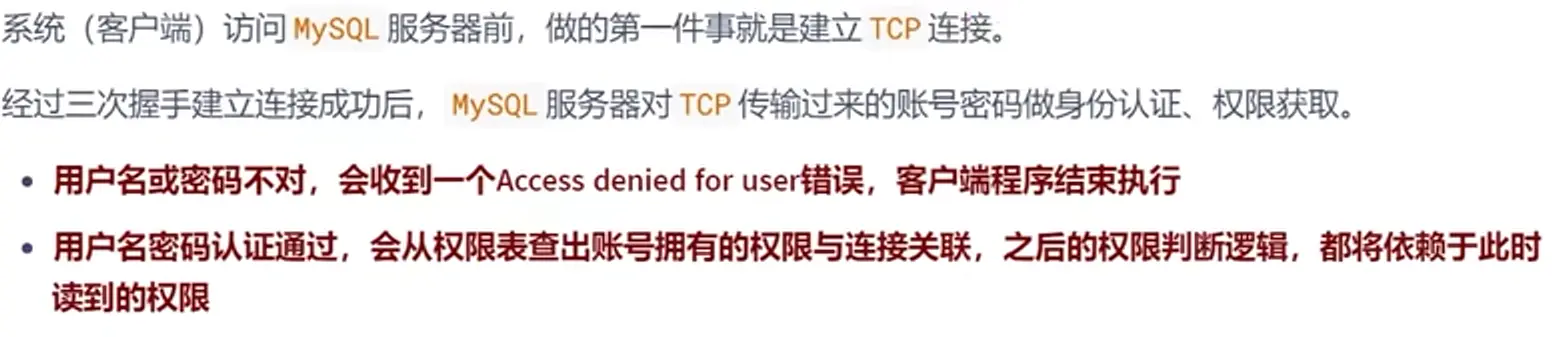 系统（客户端）访问 MySQL 服务器前，做的第一件事就是建立 TCP 连接。
经过三次握手建立连接成功后， MySQL 服务器对 TCP 传输过来的账号密码做身份认证、权限获取。
• 用户名或密码不对，会收到一个Access denied for user错误，客户端程序结束执行
• 用户名密码认证通过，会从权限表查出账号拥有的权限与连接关联，之后的权限判断逻辑，都将依赖于此时
读到的权限